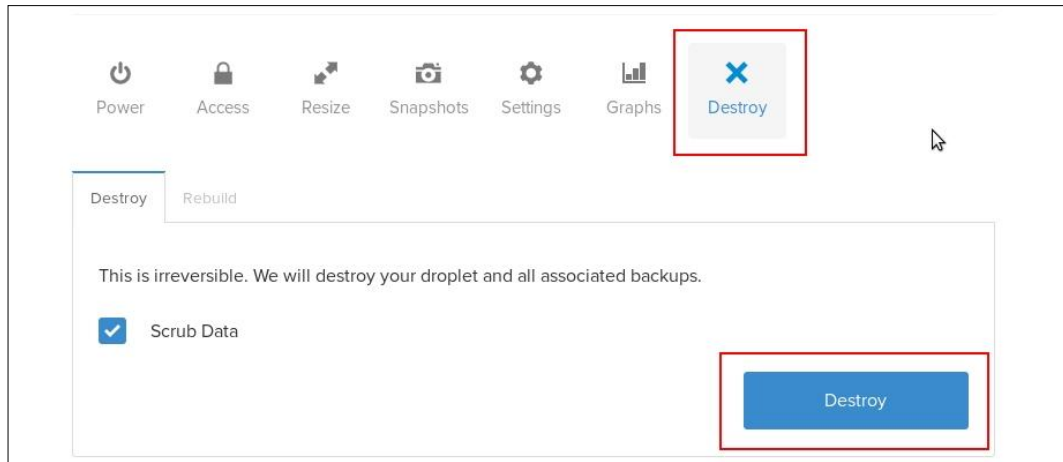 Power Access Resize Snapshots Settings Graphs Destroy
Destroy Rebuild
This is irreversible. We will destroy your droplet and all associated backups.
Scrub Data
Destroy